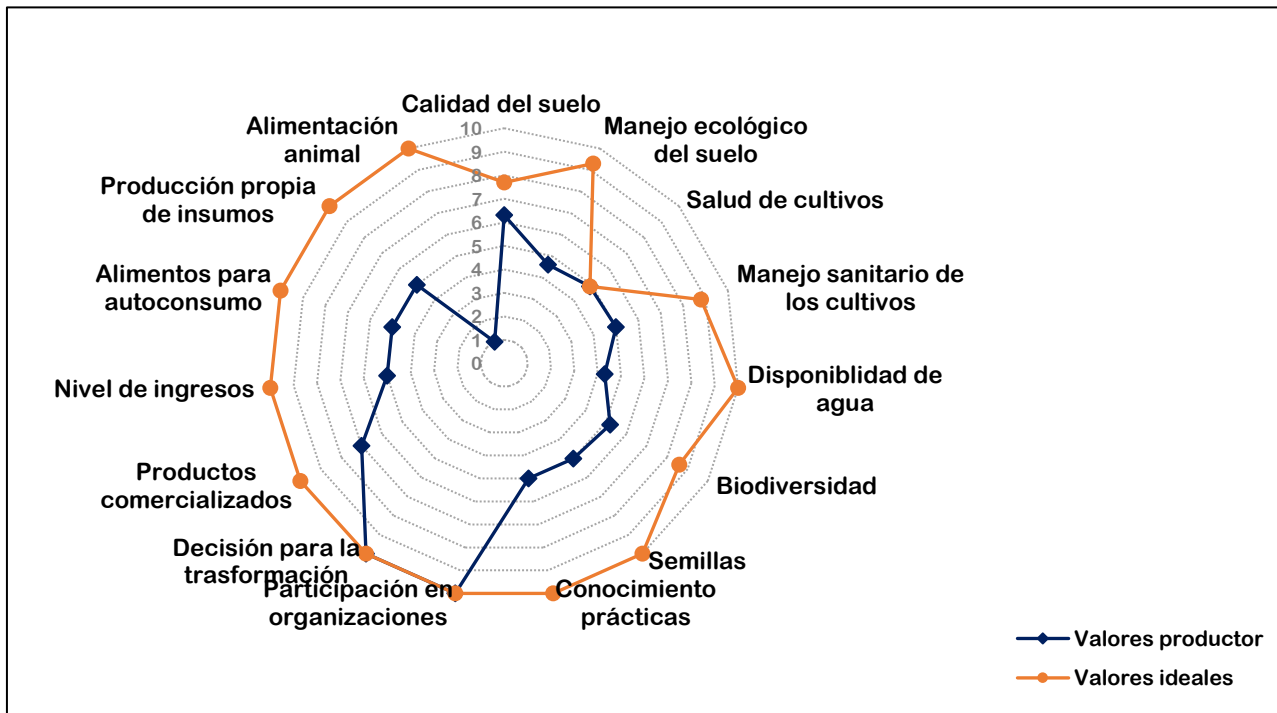 Calidad del suelo
Manejo ecológico
del suelo
Salud de cultivos
Manejo sanitario de
los cultivos
Disponiblidad de
agua
Biodiversidad
Semillas
Conocimiento
prácticas
Participación en
organizaciones
Decisión para la
trasformación
Productos
comercializados
Nivel de ingresos
Alimentos para
autoconsumo
Producción propia
de insumos
Alimentación
animal
10
9
8
7
6
5
4
3
2
1
0
Valores productor
Valores ideales